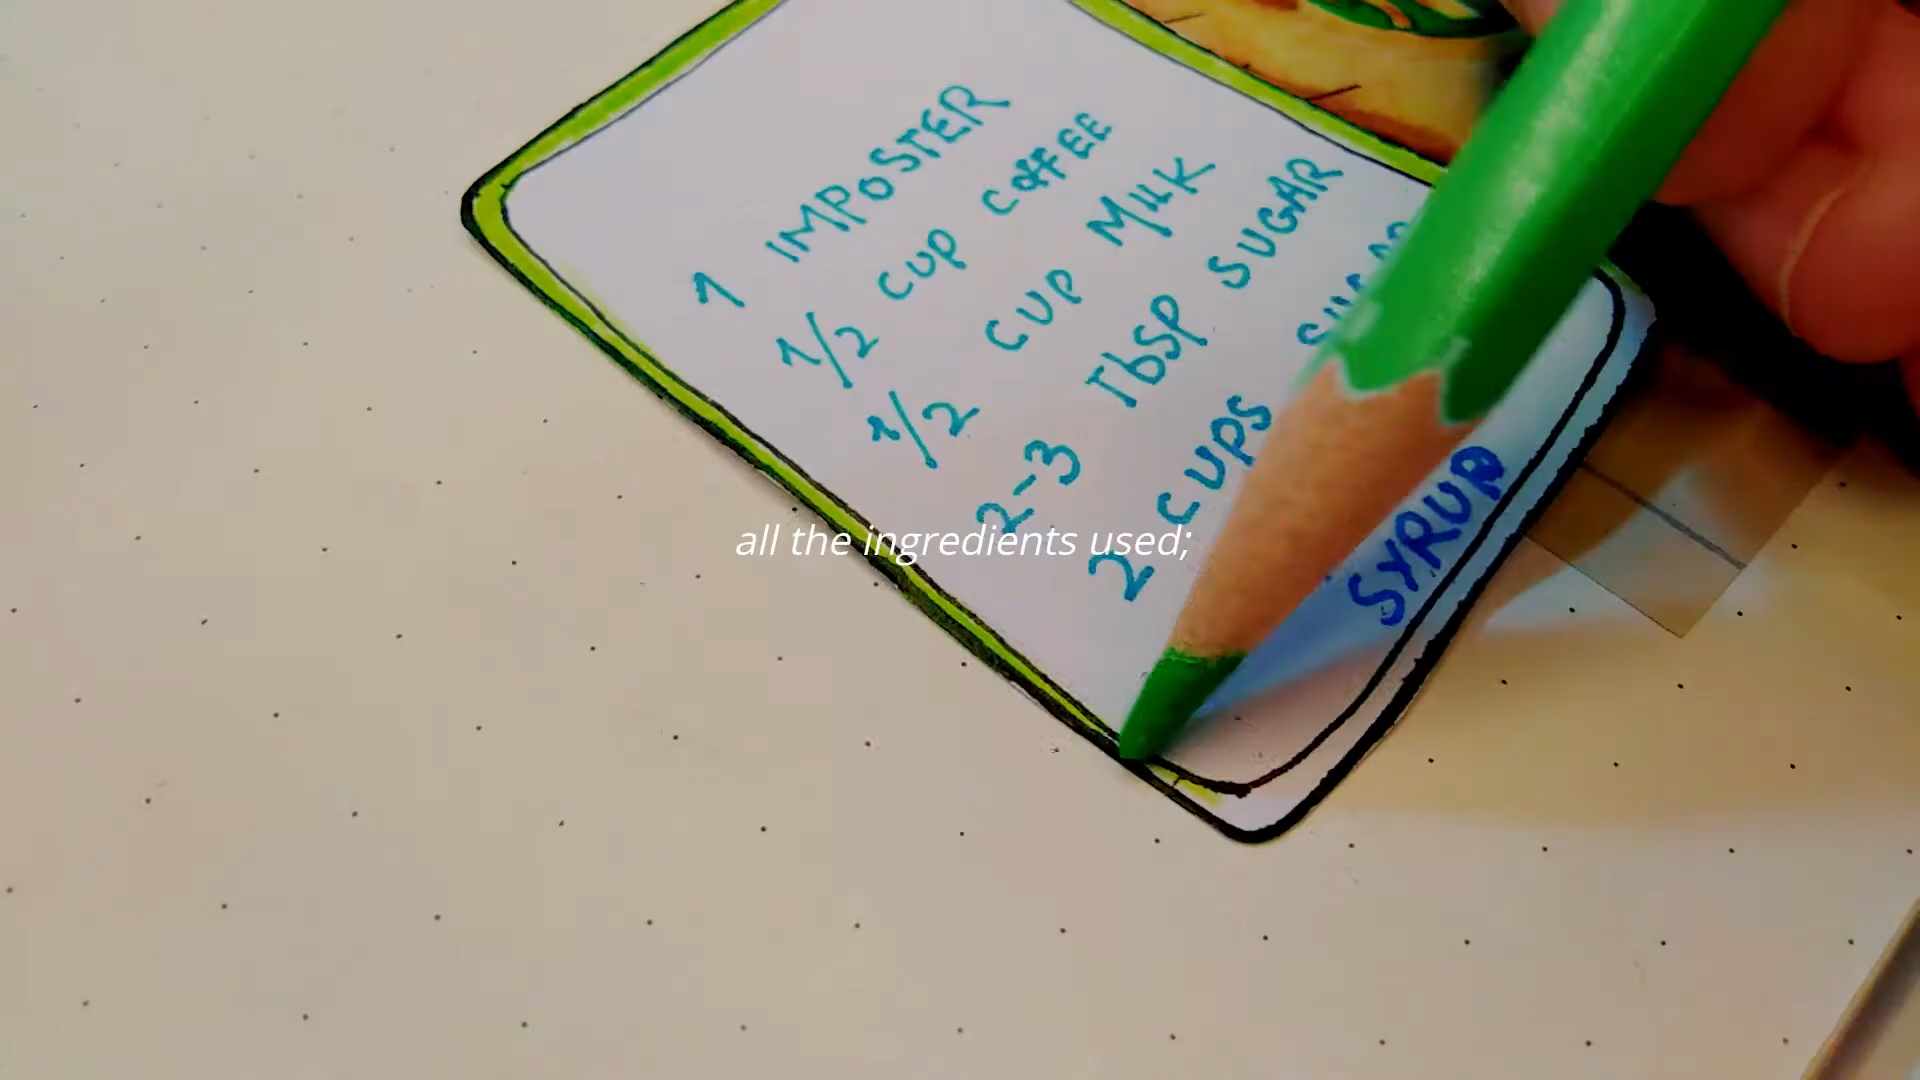 1 IMPOSTER
1/2 CUP COFFEE
1/2 CUP MILK
2-3 TbSP SUGAR
2 CUPS
SYRUP
all the ingredients used;